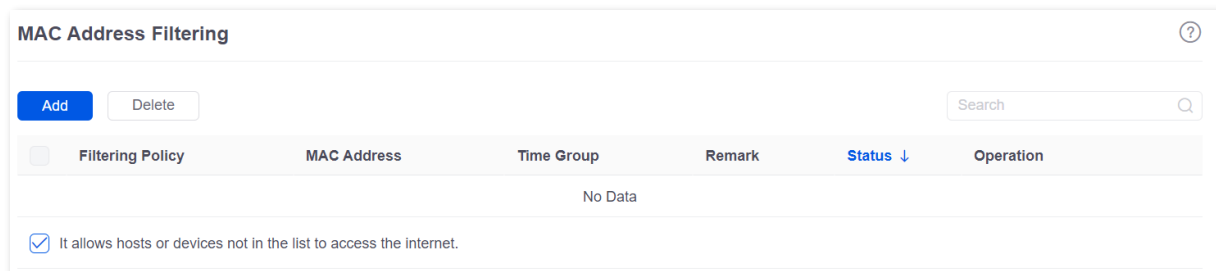 MAC Address Filtering
?
Add Delete Search
Filtering Policy MAC Address Time Group Remark Status ↓ Operation
No Data
It allows hosts or devices not in the list to access the internet.